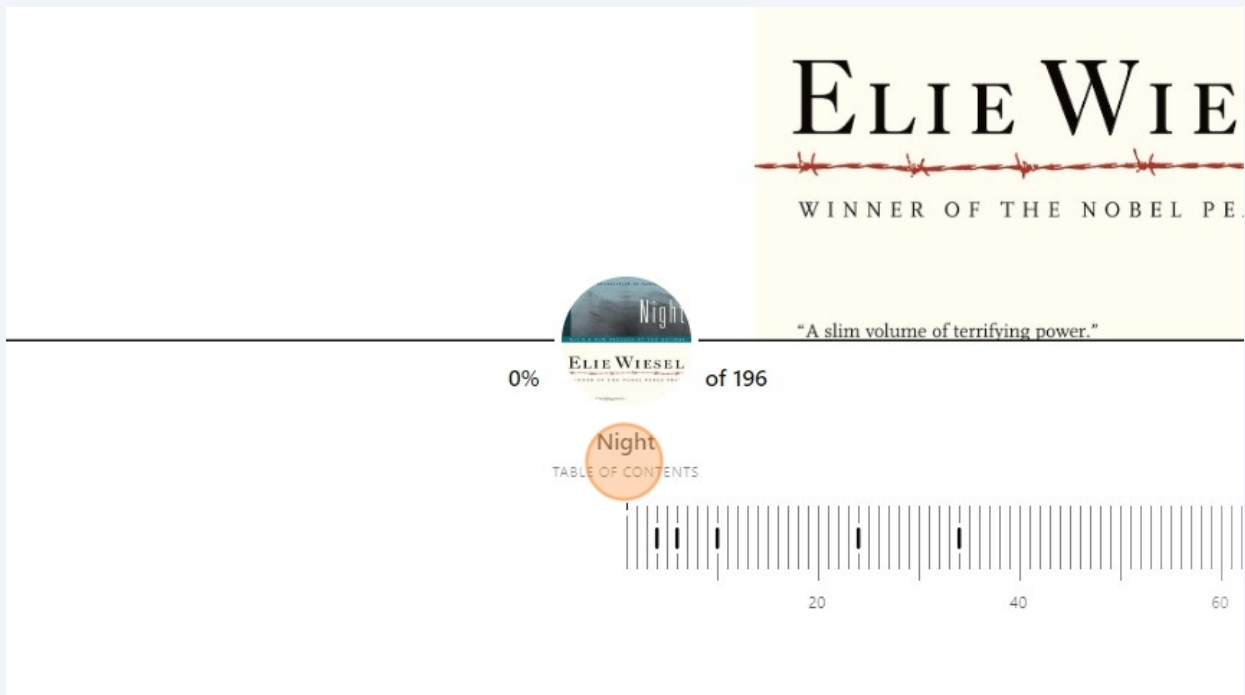 ELIE WIE
WINNER OF THE NOBEL PE
“A slim volume of terrifying power.”
Night
ELIE WIESEL
0%
of 196
Night
TABLE OF CONTENTS
20
40
60